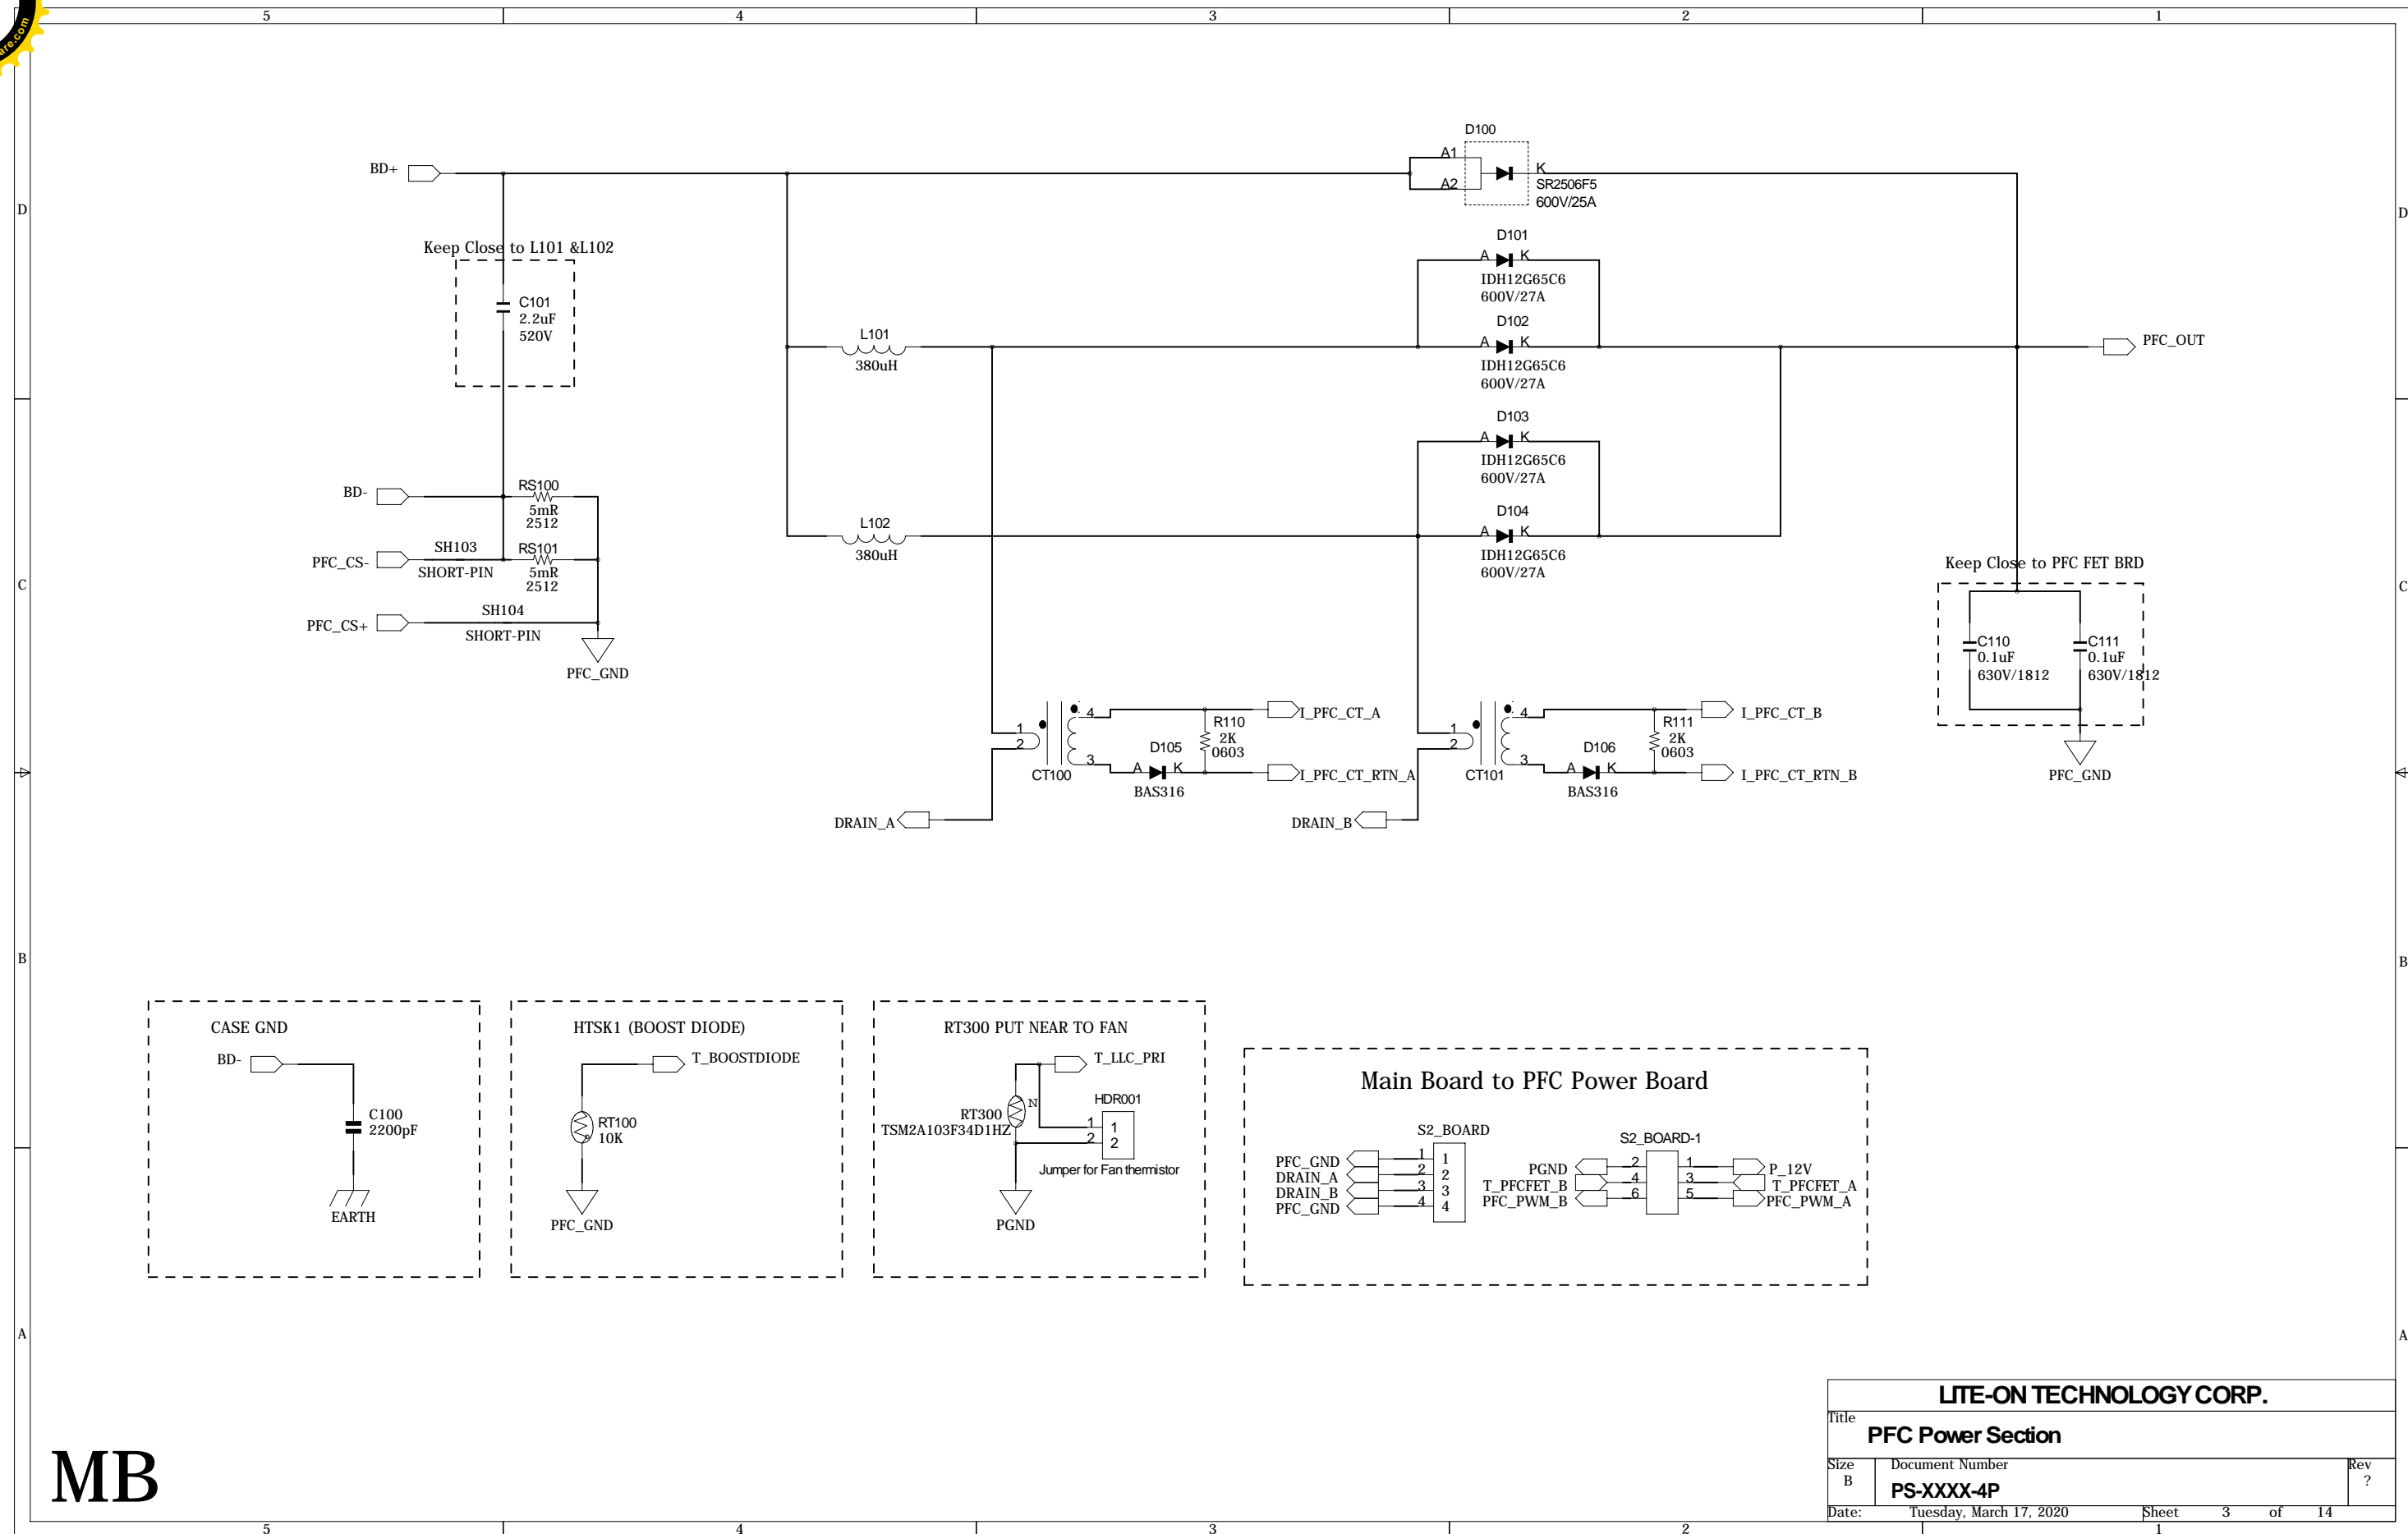 are.com
5 4 3 2 1
D100
A1
BD+
K
A2
SR2506F5
600V/25A
D
D
D101
Keep Close to L101 &L102
A K
IDH12G65C6
600V/27A
C101
2.2uF
520V
D102
L101
A K
PFC_OUT
380uH
IDH12G65C6
600V/27A
D103
A K
IDH12G65C6
600V/27A
RS100
BD-
5mR
2512
D104
L102
A K
380uH
IDH12G65C6
600V/27A
SH103
RS101
PFC_CS-
SHORT-PIN
5mR
2512
Keep Close to PFC FET BRD
C
C
SH104
PFC_CS+
SHORT-PIN
PFC_GND
C110
0.1uF
630V/1812
C111
0.1uF
630V/1812
4
I_PFC_CT_A
R110
2K
0603
1
2
D105
3
A K
I_PFC_CT_RTN_A
CT100
BAS316
4
I_PFC_CT_B
R111
2K
0603
1
2
D106
3
A K
I_PFC_CT_RTN_B
CT101
BAS316
PFC_GND
DRAIN_A
DRAIN_B
B
B
CASE GND
BD-
C100
2200pF
EARTH
HTSK1 (BOOST DIODE)
T_BOOSTDIODE
RT100
10K
PFC_GND
RT300 PUT NEAR TO FAN
T_LLC_PRI
N
HDR001
RT300
TSM2A103F34D1HZ
1 1
2 2
Jumper for Fan thermistor
PGND
Main Board to PFC Power Board
S2_BOARD
PFC_GND 1 1
DRAIN_A 2 2
DRAIN_B 3 3
PFC_GND 4 4
S2_BOARD-1
PGND 2 1 P_12V
T_PFCFET_B 4 3 T_PFCFET_A
PFC_PWM_B 6 5 PFC_PWM_A
A
A
MB
LITE-ON TECHNOLOGY CORP.
Title
PFC Power Section
Size
B
Document Number
PS-XXXX-4P
Rev
?
Date: Tuesday, March 17, 2020 Sheet 3 of 14
5 4 3 2 1